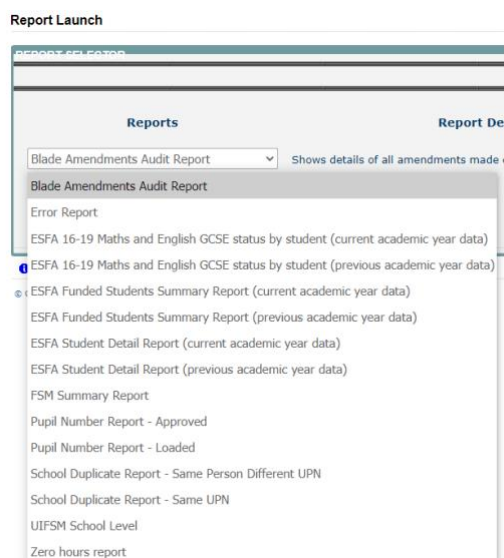 Report Launch
REPORT SELECTOR
Reports
Report De
Blade Amendments Audit Report
Shows details of all amendments made
Blade Amendments Audit Report
Error Report
ESFA 16-19 Maths and English GCSE status by student (current academic year data)
ESFA 16-19 Maths and English GCSE status by student (previous academic year data)
ESFA Funded Students Summary Report (current academic year data)
ESFA Funded Students Summary Report (previous academic year data)
ESFA Student Detail Report (current academic year data)
ESFA Student Detail Report (previous academic year data)
FSM Summary Report
Pupil Number Report - Approved
Pupil Number Report - Loaded
School Duplicate Report - Same Person Different UPN
School Duplicate Report - Same UPN
UIFSM School Level
Zero hours report